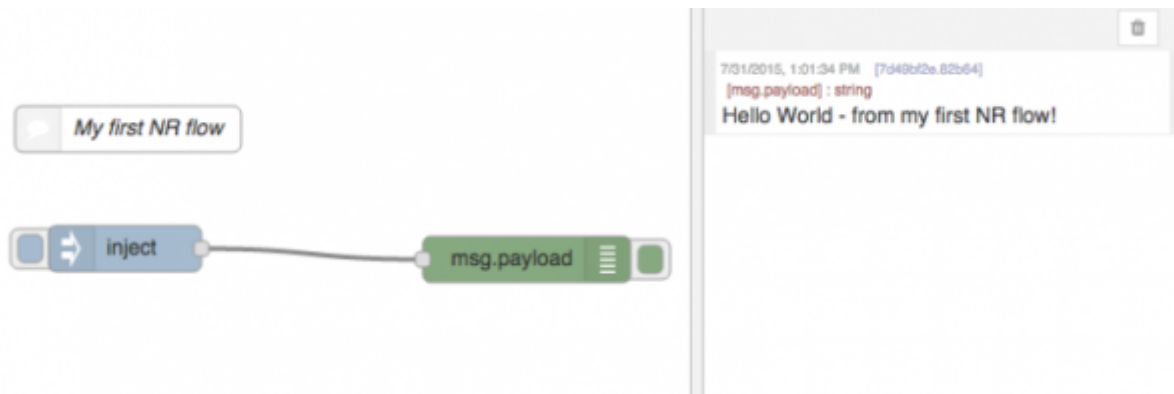 My first NR flow
inject
msg.payload
7/31/2015, 1:01:34 PM [7d49bf2e.82b64]
[msg.payload] : string
Hello World - from my first NR flow!